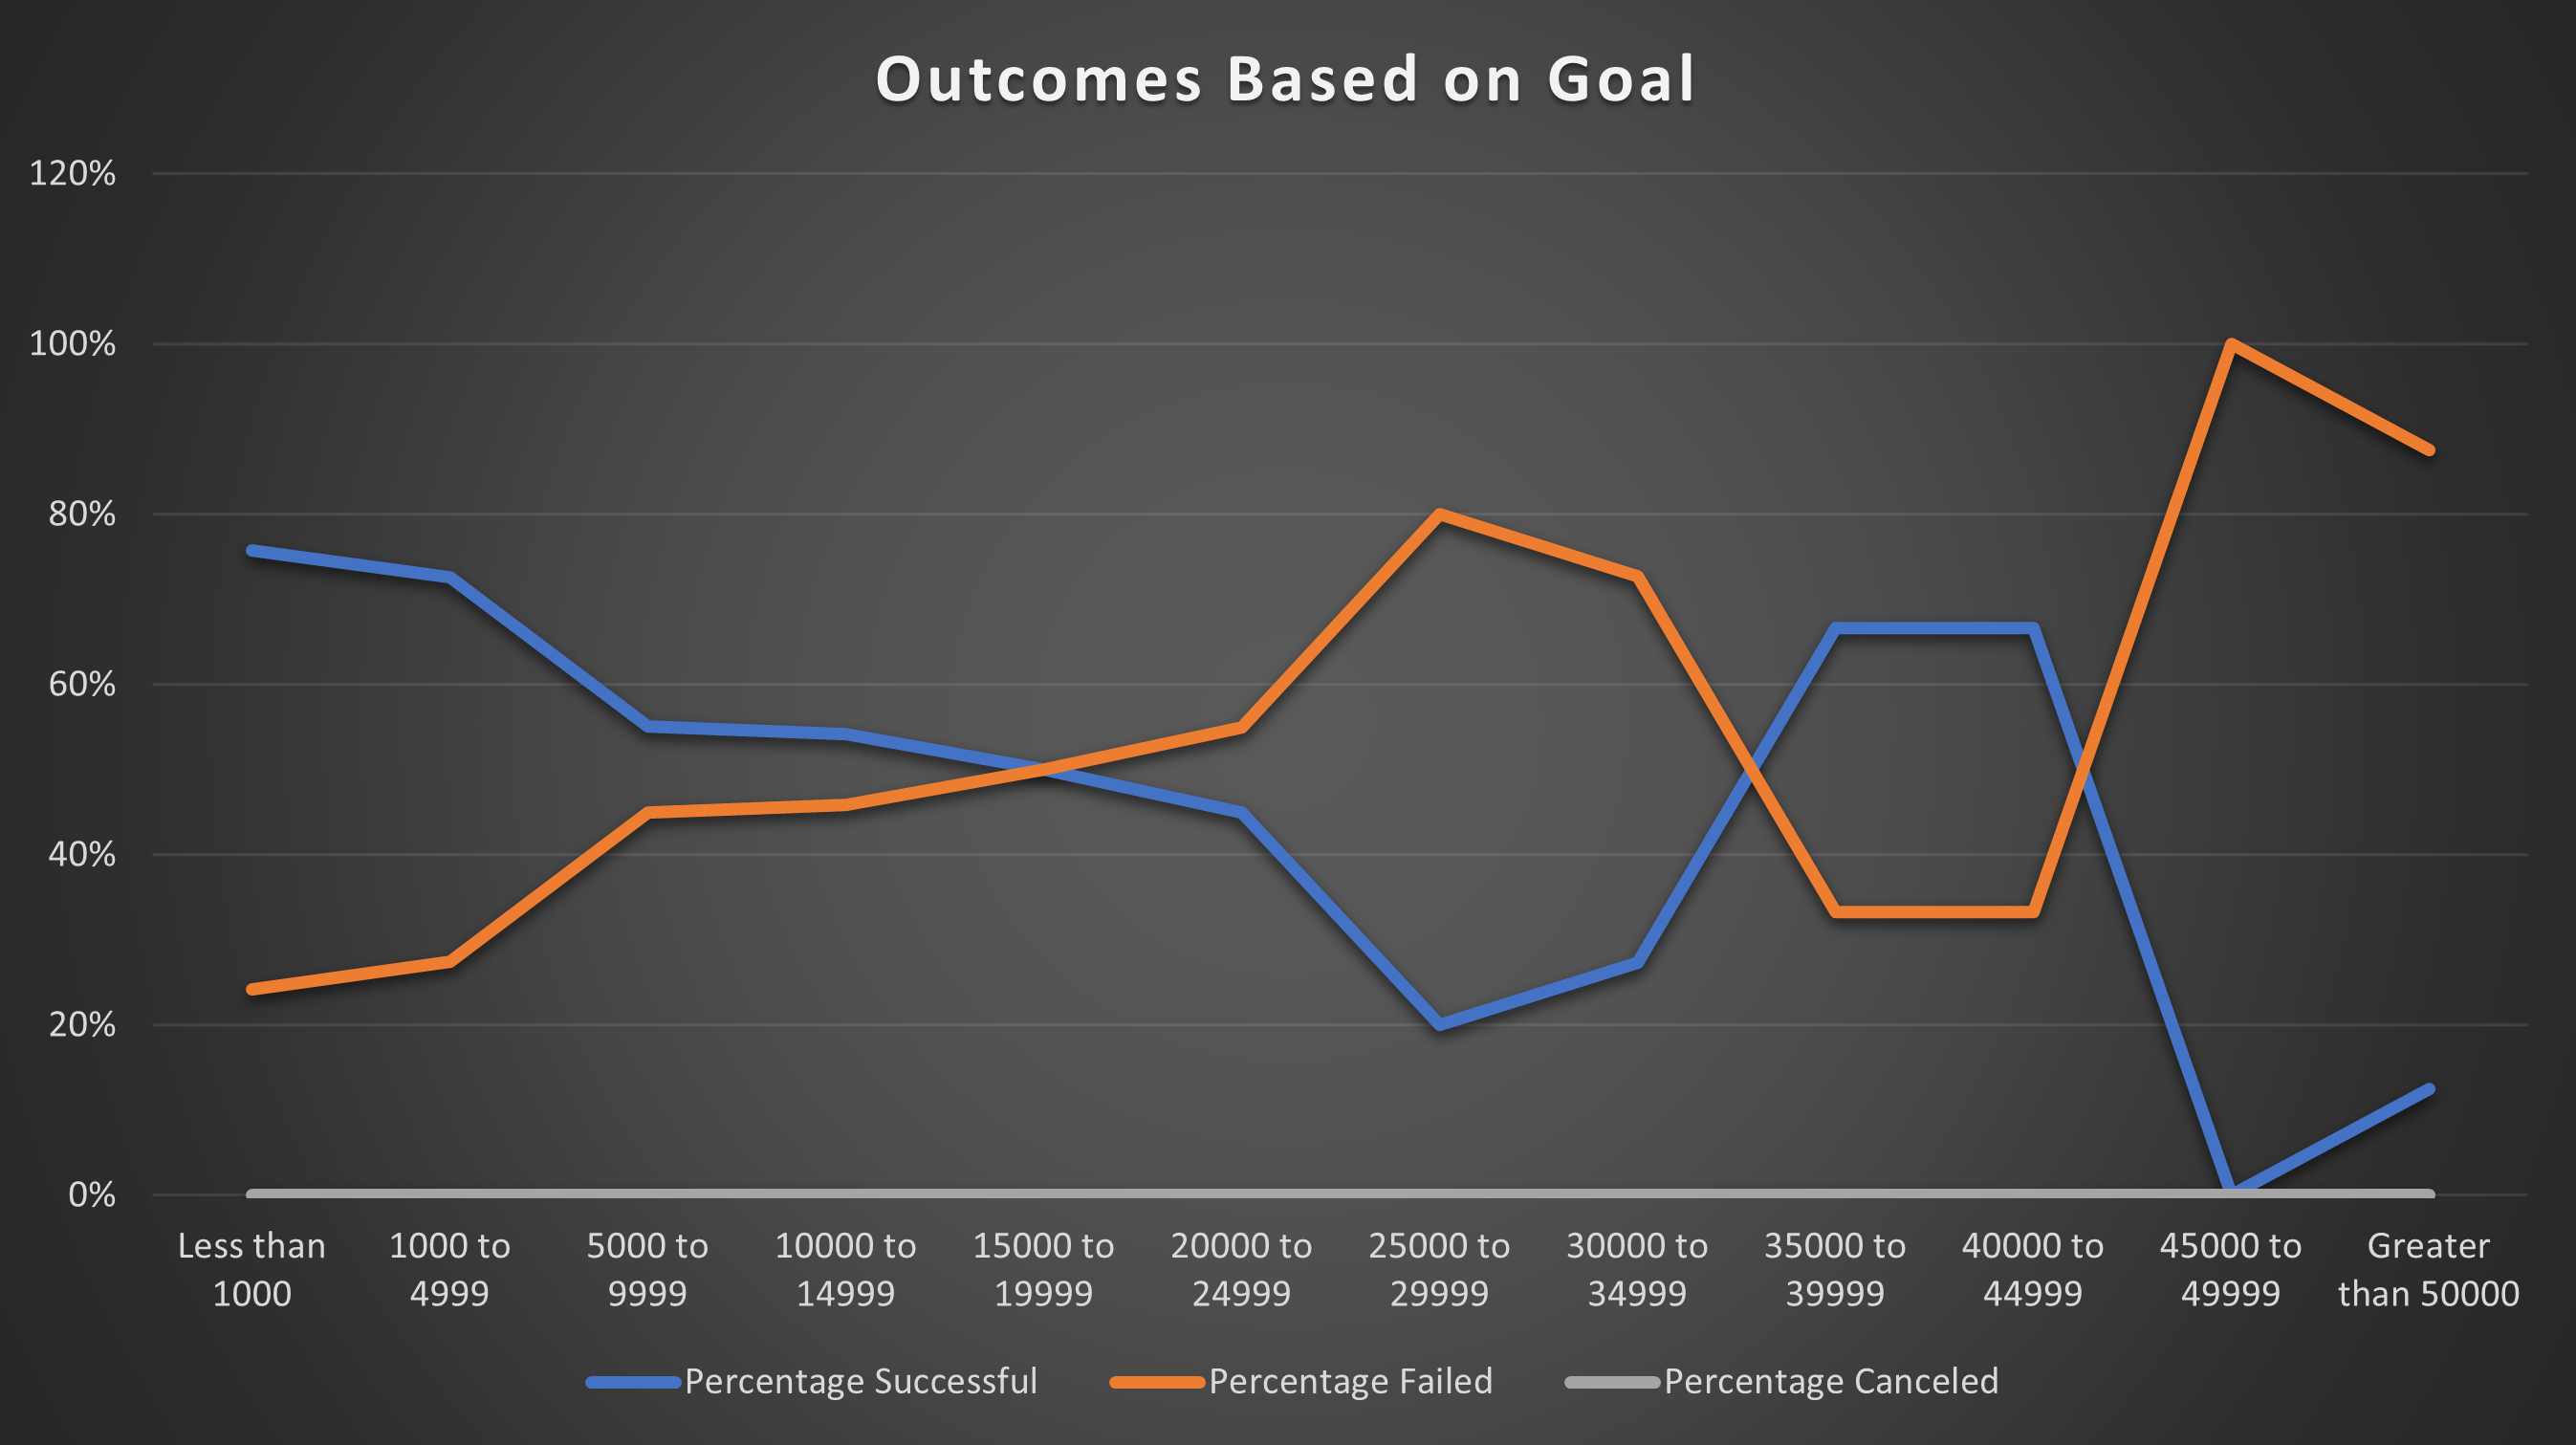 Outcomes Based on Goal
120%
100%
80%
60%
40%
20%
0%
Less than
1000
1000 to
4999
5000 to
9999
10000 to
14999
15000 to
19999
20000 to
24999
25000 to
29999
30000 to
34999
35000 to
39999
40000 to
44999
45000 to
49999
Greater
than 50000
Percentage Successful
Percentage Failed
Percentage Canceled